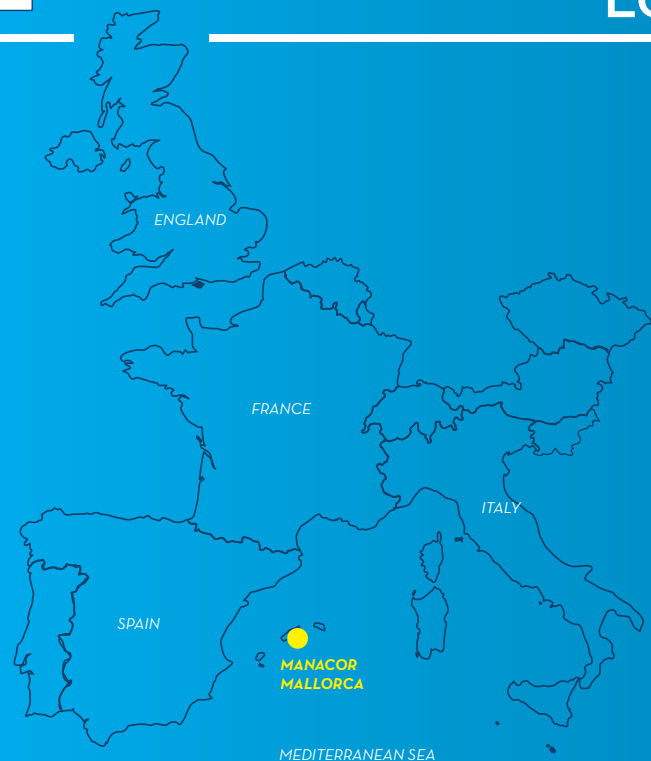 ENGLAND
FRANCE
ITALY
SPAIN
MANACOR
MALLORCA
MEDITERRANEAN SEA